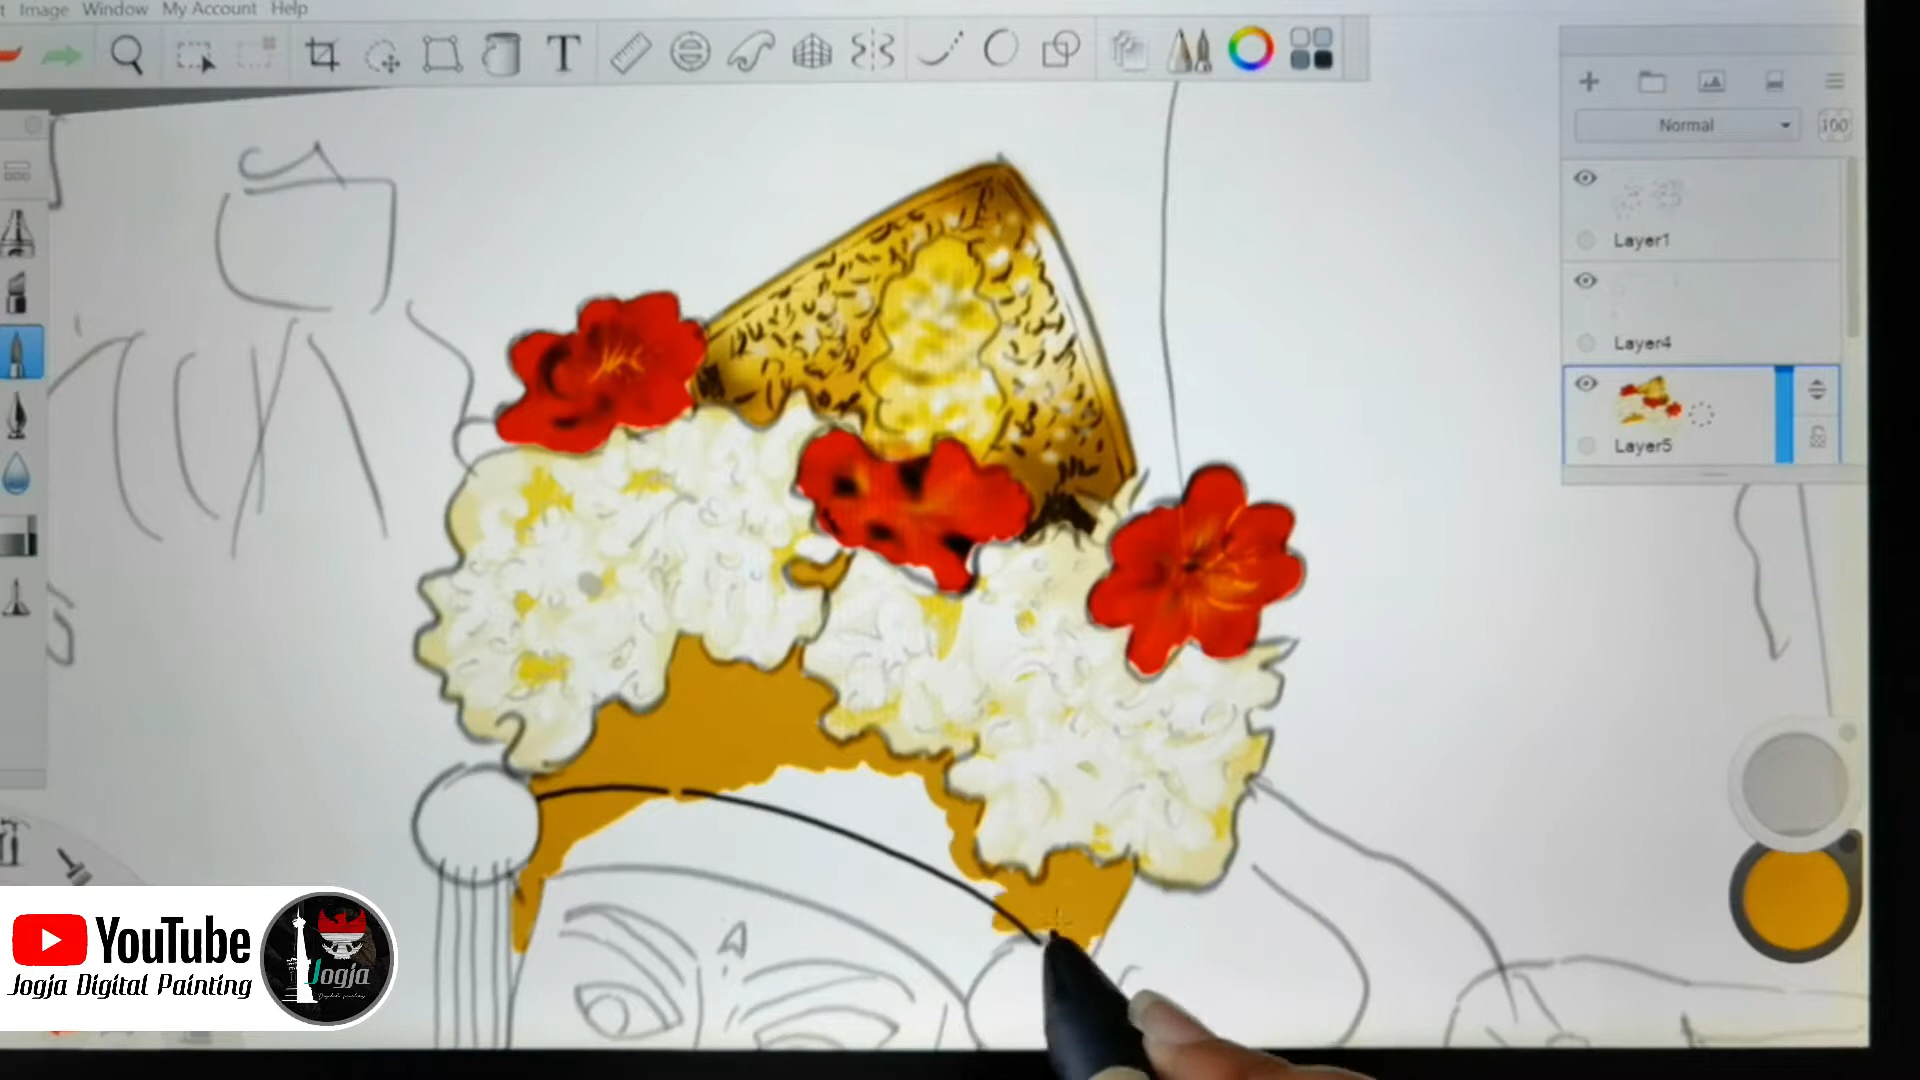 Image Window My Account Help
T
Normal
100
Layer1
Layer4
Layer5
YouTube
Jogja Digital Painting
Jogja